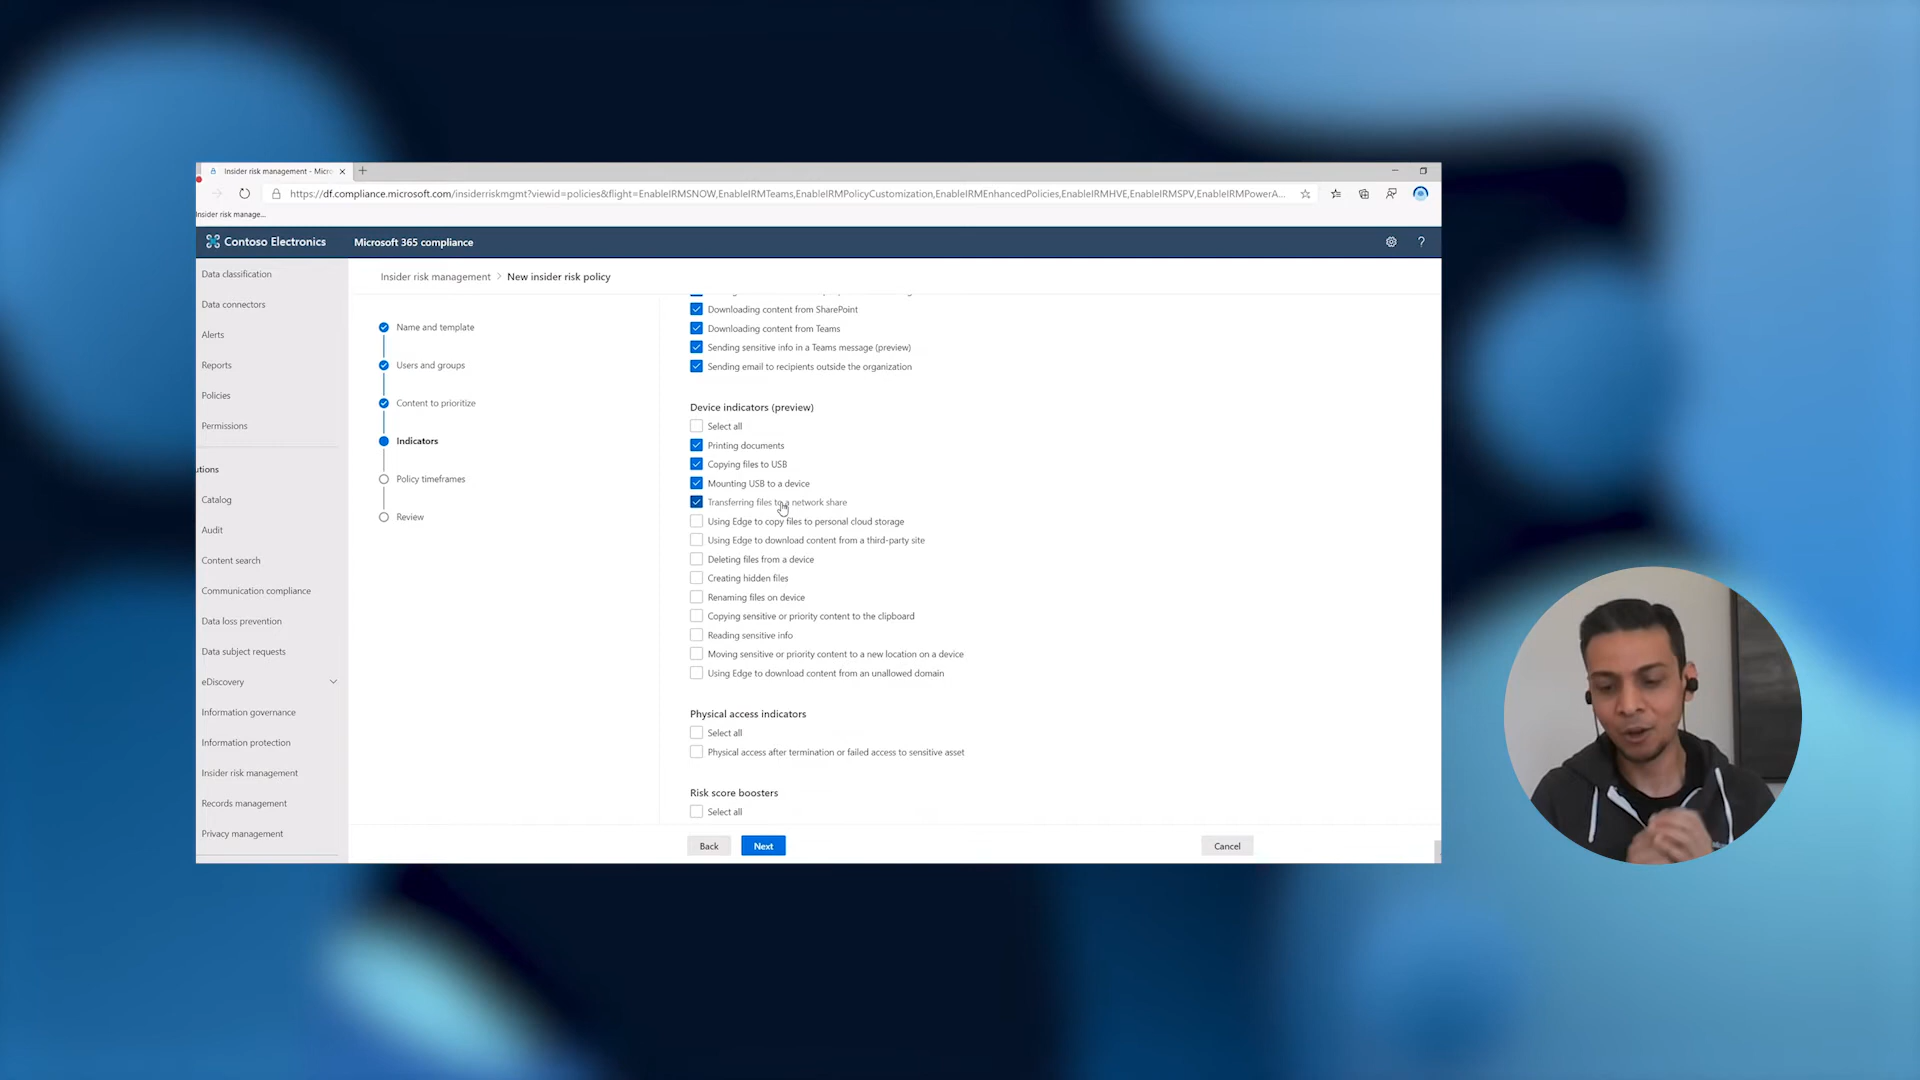 Insider risk management - Micro
https://df.compliance.microsoft.com/insiderriskmgmt?viewid=policies&flight=EnableIRMSNOW,EnableIRMTeams,EnableIRMPolicyCustomization,EnableIRMEnhancedPolicies,EnableIRMHVE,EnableIRMSPV,EnableIRMPowerA...
Insider risk manage...
Contoso Electronics
Microsoft 365 compliance
?
Data classification
Data connectors
Alerts
Reports
Policies
Permissions
utions
Catalog
Audit
Content search
Communication compliance
Data loss prevention
Data subject requests
eDiscovery
Information governance
Information protection
Insider risk management
Records management
Privacy management
Insider risk management > New insider risk policy
Name and template
Users and groups
Content to prioritize
Indicators
Policy timeframes
Review
Downloading content from SharePoint
Downloading content from Teams
Sending sensitive info in a Teams message (preview)
Sending email to recipients outside the organization
Device indicators (preview)
Select all
Printing documents
Copying files to USB
Mounting USB to a device
Transferring files to a network share
Using Edge to copy files to personal cloud storage
Using Edge to download content from a third-party site
Deleting files from a device
Creating hidden files
Renaming files on device
Copying sensitive or priority content to the clipboard
Reading sensitive info
Moving sensitive or priority content to a new location on a device
Using Edge to download content from an unallowed domain
Physical access indicators
Select all
Physical access after termination or failed access to sensitive asset
Risk score boosters
Select all
Back
Next
Cancel